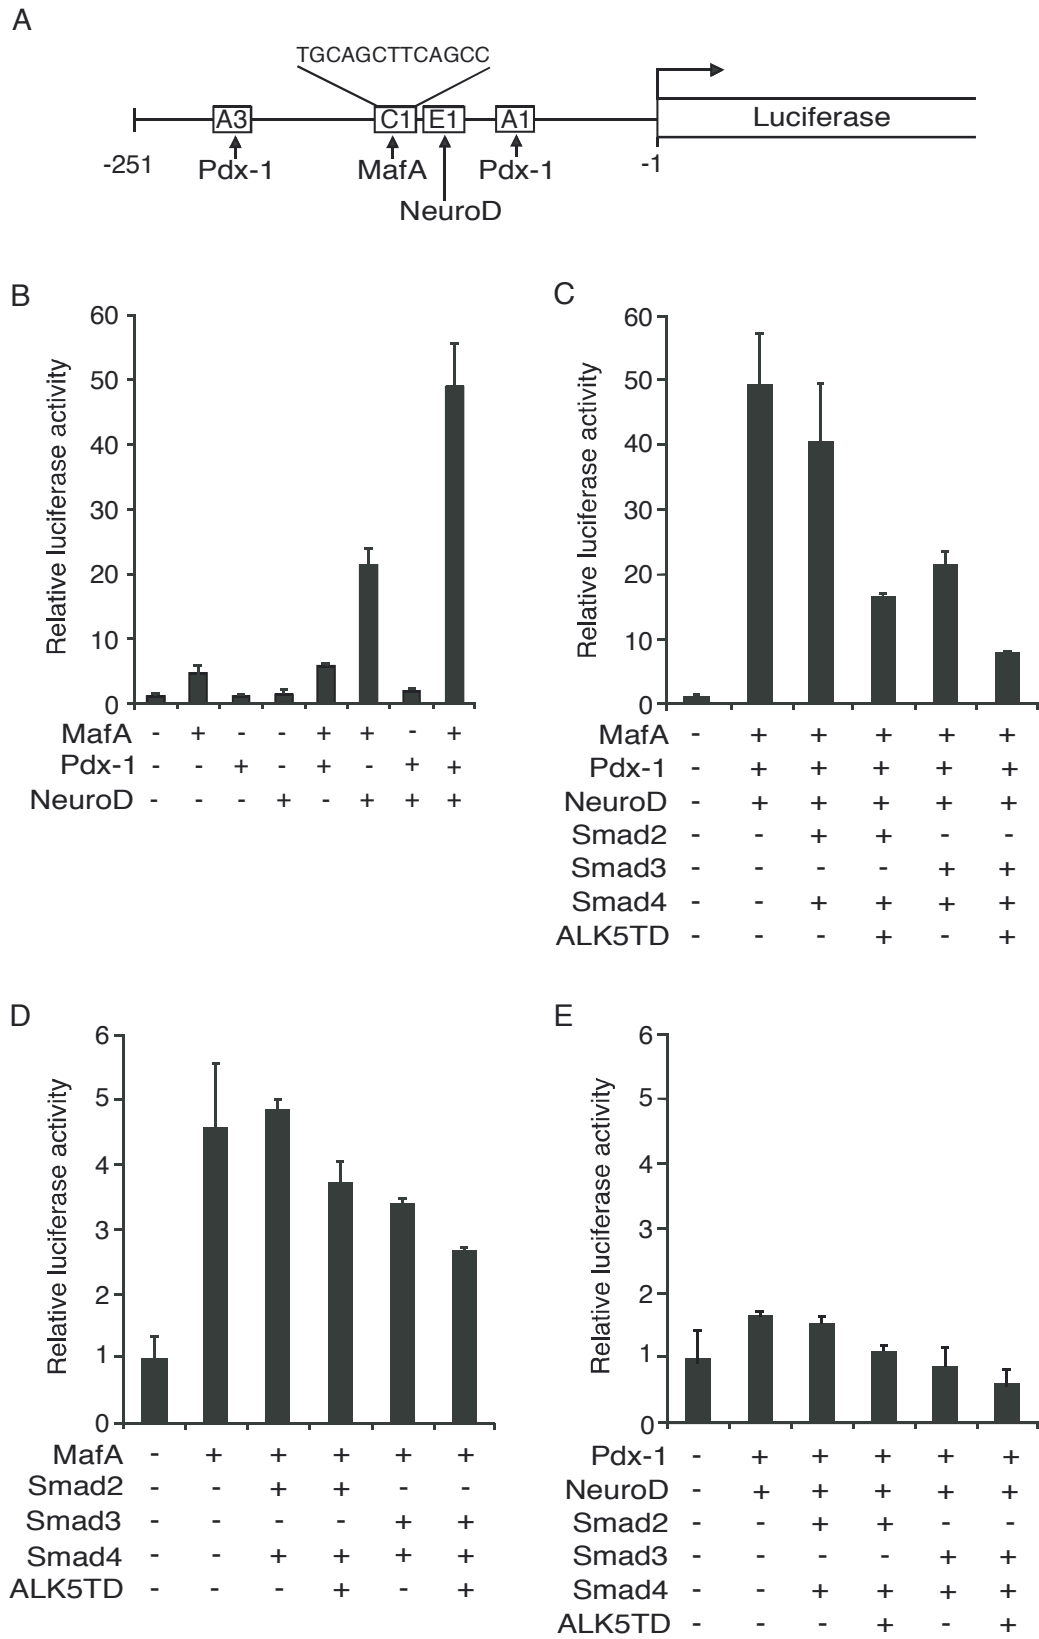 A
TGCAGCTTCAGCC
A3 C1 E1 A1 Luciferase
-251 Pdx-1 MafA Pdx-1 -1
NeuroD
B
Relative luciferase activity
60
50
40
30
20
10
0
MafA - + - - + + - +
Pdx-1 - - + - + - + +
NeuroD - - - + - + + +
C
Relative luciferase activity
60
50
40
30
20
10
0
MafA - + + + + +
Pdx-1 - + + + + +
NeuroD - + + + + +
Smad2 - - + + - -
Smad3 - - - - + +
Smad4 - - + + + +
ALK5TD - - - + - +
D
Relative luciferase activity
6
5
4
3
2
1
0
MafA - + + + + +
Smad2 - - + + - -
Smad3 - - - - + +
Smad4 - - + + + +
ALK5TD - - - + - +
E
Relative luciferase activity
6
5
4
3
2
1
0
Pdx-1 - + + + + +
NeuroD - + + + + +
Smad2 - - + + - -
Smad3 - - - - + +
Smad4 - - + + + +
ALK5TD - - - + - +